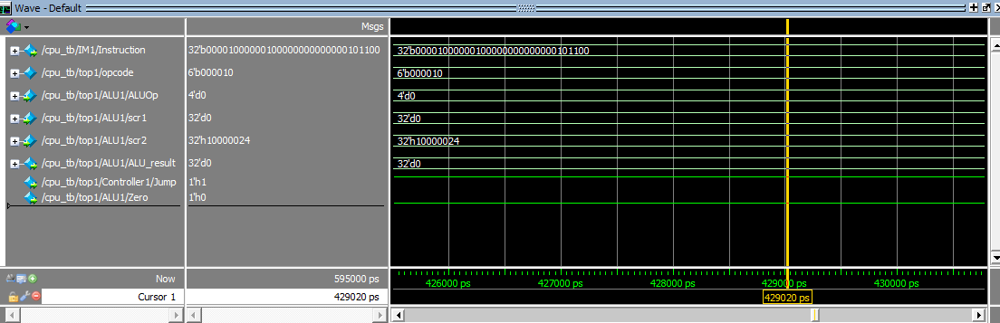 Wave - Default
Msgs
/cpu_tb/IM1/Instruction 32'b00001000000100000000000000101100 32'b00001000000100000000000000101100
/cpu_tb/top1/opcode 6'b000010 6'b000010
/cpu_tb/top1/ALU1/ALUOp 4'd0 4'd0
/cpu_tb/top1/ALU1/scr1 32'd0 32'd0
/cpu_tb/top1/ALU1/scr2 32'h10000024 32'h10000024
/cpu_tb/top1/ALU1/ALU_result 32'd0 32'd0
/cpu_tb/top1/Controller1/Jump 1'h1
/cpu_tb/top1/ALU1/Zero 1'h0
Now 595000 ps 426000 ps 427000 ps 428000 ps 429000 ps 430000 ps
Cursor 1 429020 ps 429020 ps